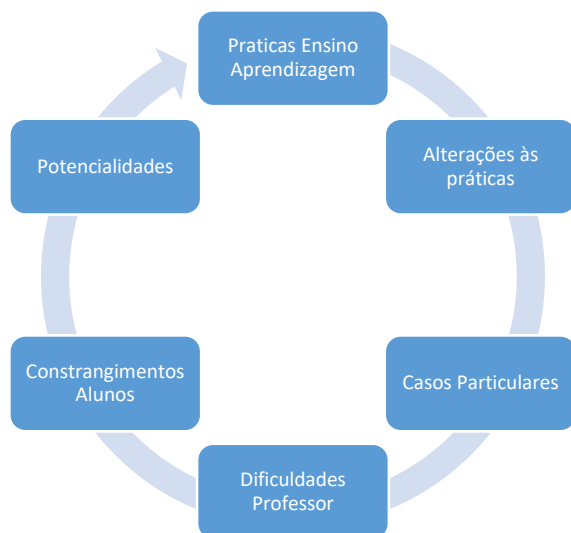 Praticas Ensino
Aprendizagem
Alterações às
práticas
Casos Particulares
Dificuldades
Professor
Constrangimentos
Alunos
Potencialidades